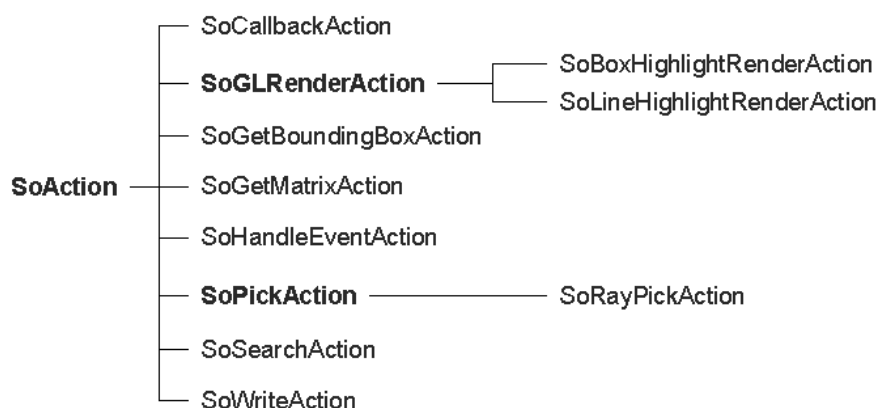 SoCallbackAction
SoGLRenderAction
SoBoxHighlightRenderAction
SoLineHighlightRenderAction
SoGetBoundingBoxAction
SoAction
SoGetMatrixAction
SoHandleEventAction
SoPickAction
SoRayPickAction
SoSearchAction
SoWriteAction